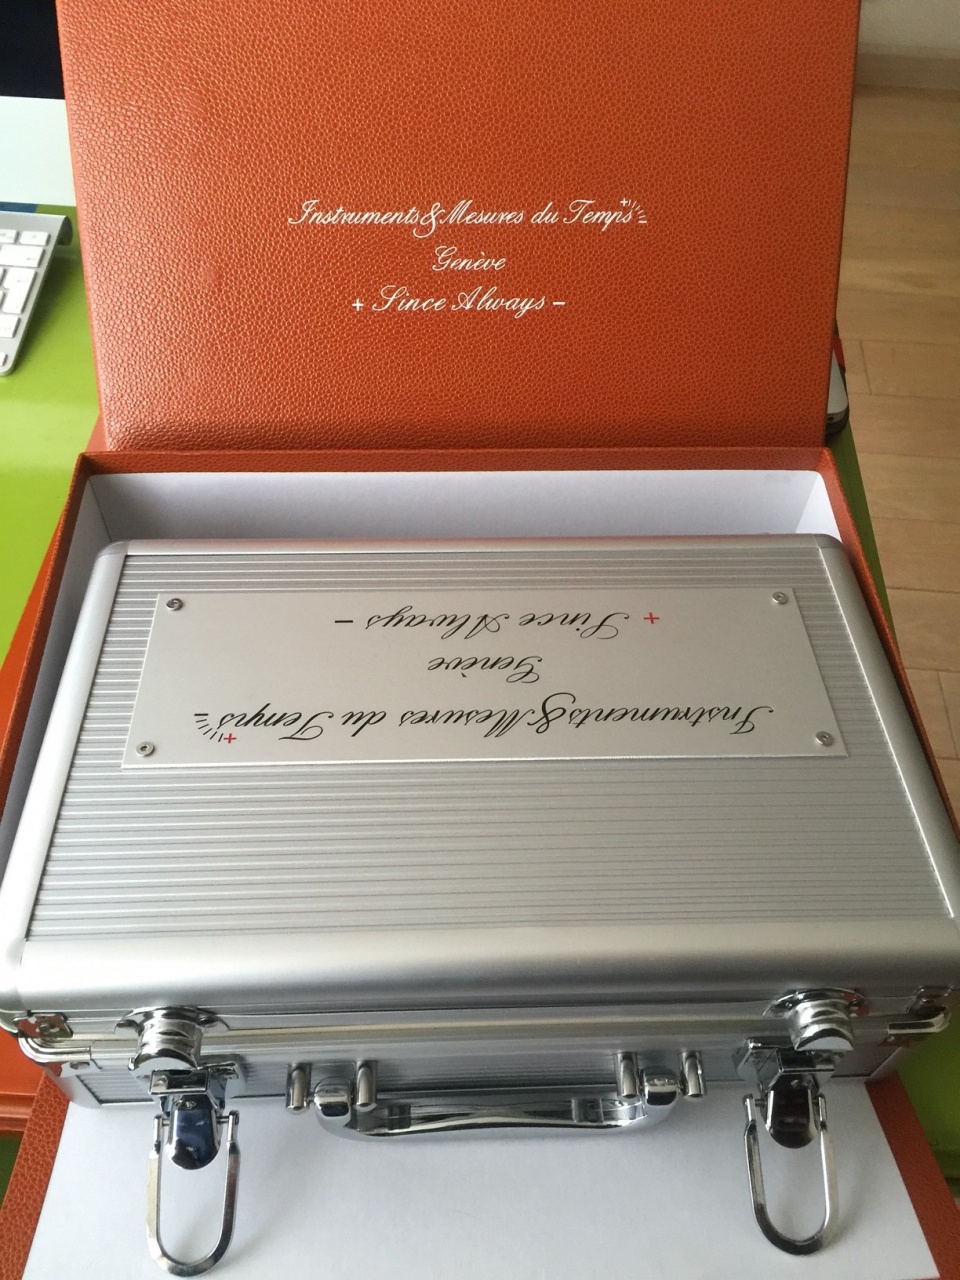 Instruments&Mesures du Temps
Genève
+ Since Always –
Instruments&Mesures du Temps
Genève
+ Since Always –